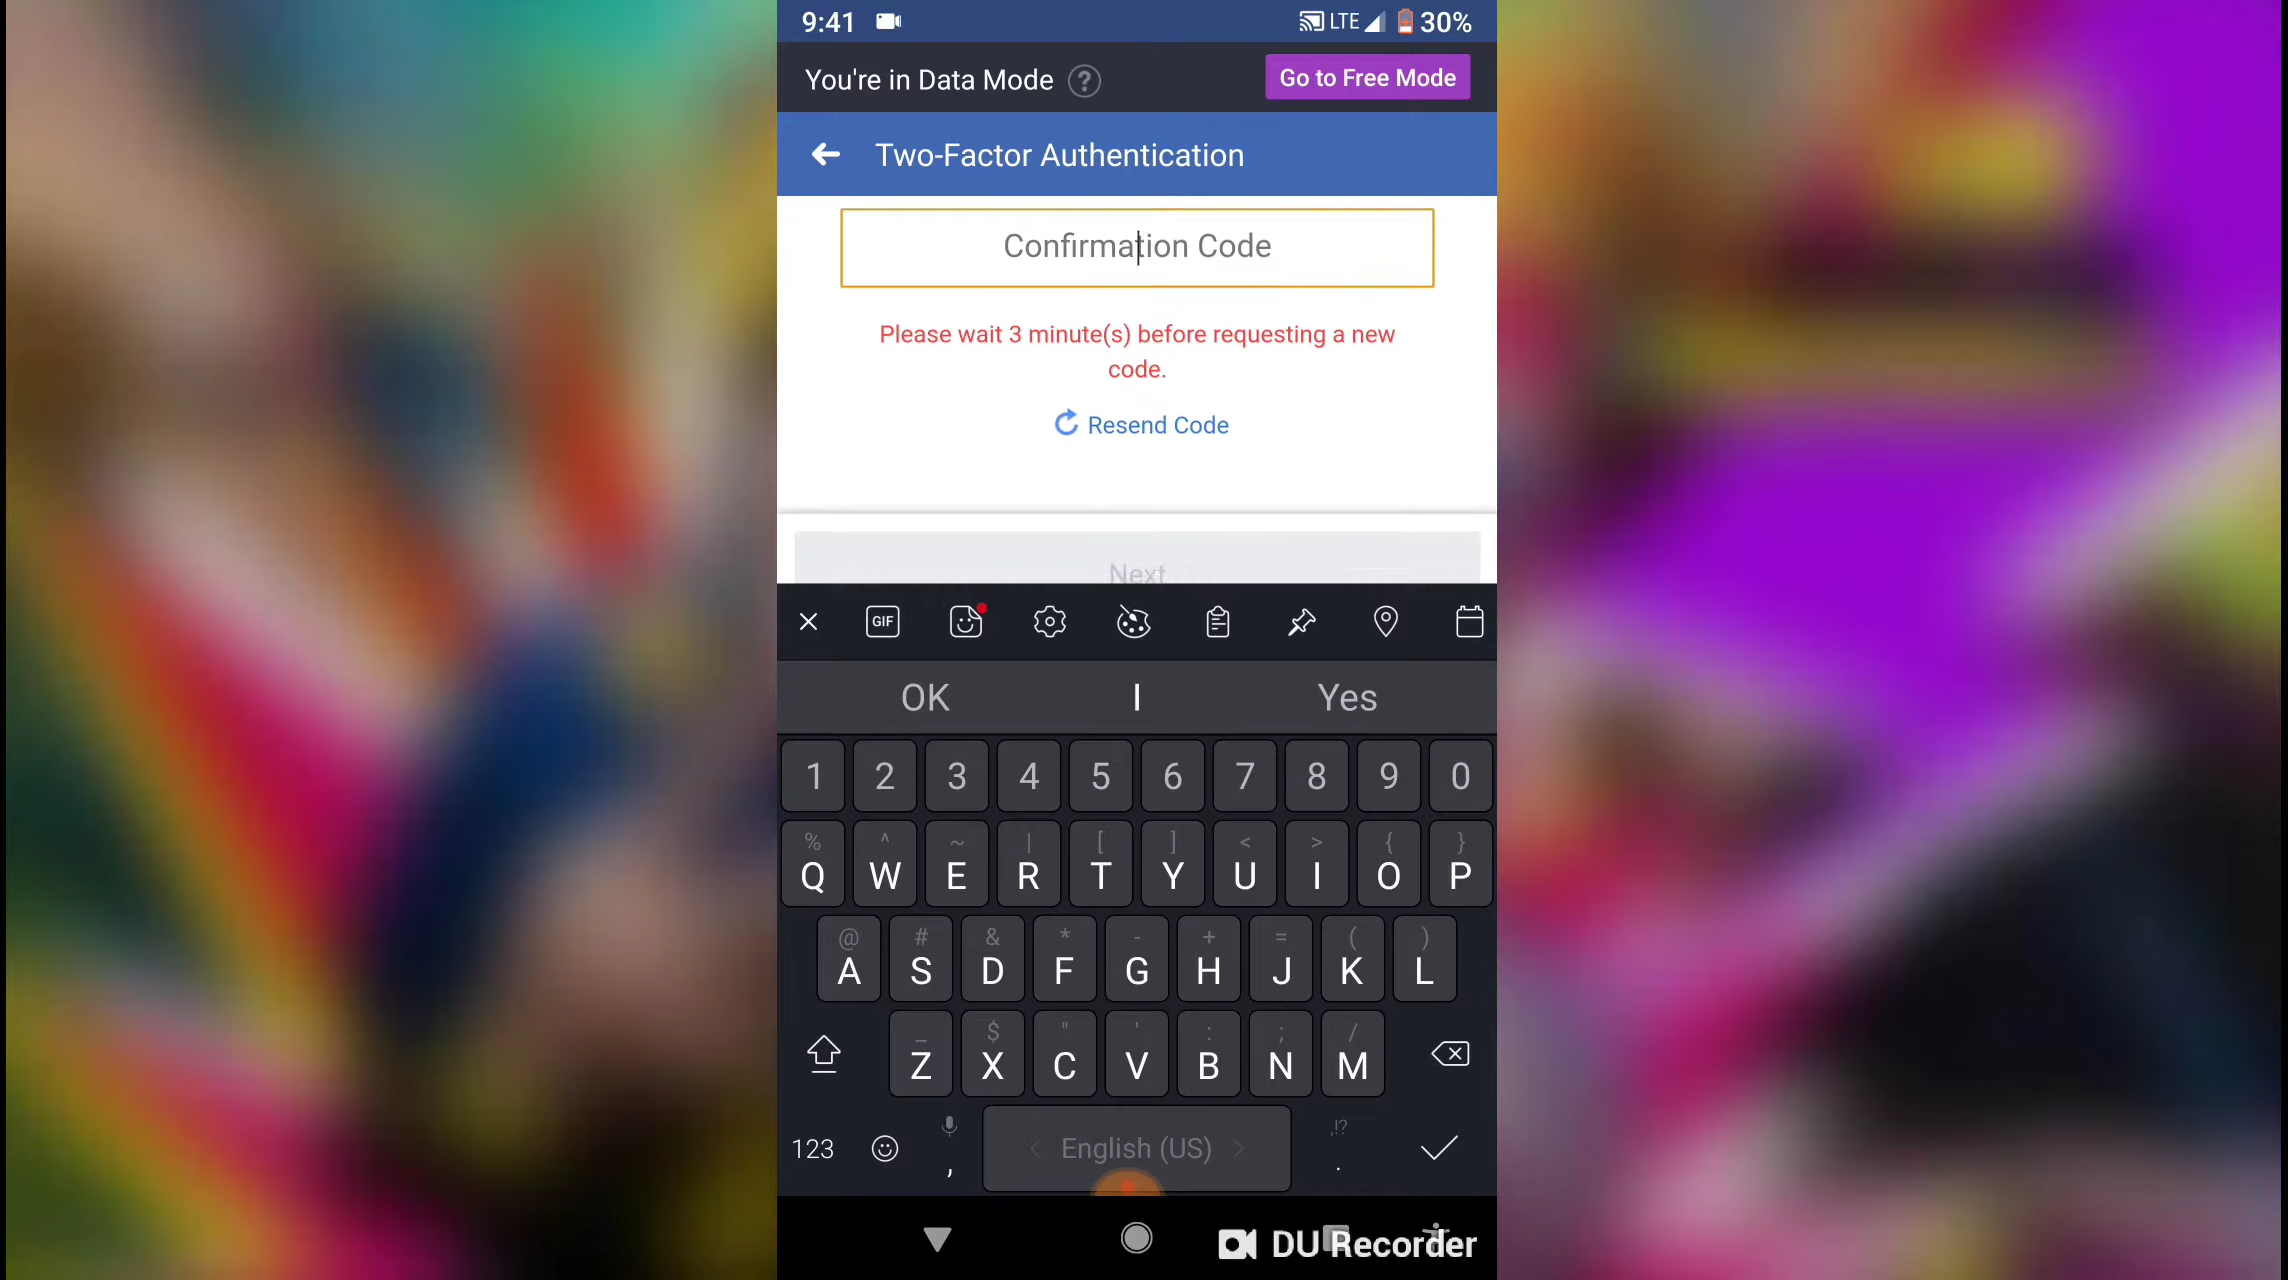 9:41 LTE 30%
You're in Data Mode ? Go to Free Mode
Two-Factor Authentication
Confirmation Code
Please wait 3 minute(s) before requesting a new
code.
Resend Code
Next
GIF
OK I Yes
1 2 3 4 5 6 7 8 9 0
% ^ ~ | [ ] < > { }
Q W E R T Y U I O P
@ # & * - + = ( )
A S D F G H J K L
_ $ " ' : ; /
Z X C V B N M
123 , < English (US) > ,!? .
DU Recorder